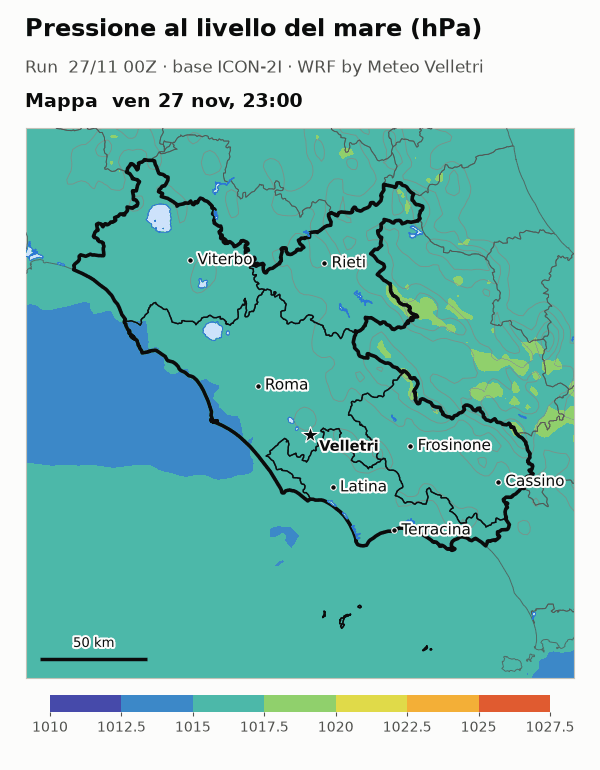 Pressione al livello del mare (hPa)
Run 27/11 00Z · base ICON-2I · WRF by Meteo Velletri
Mappa ven 27 nov, 23:00
Viterbo
Rieti
Roma
Velletri
Frosinone
Latina
Cassino
Terracina
50 km
1010 1012.5 1015 1017.5 1020 1022.5 1025 1027.5